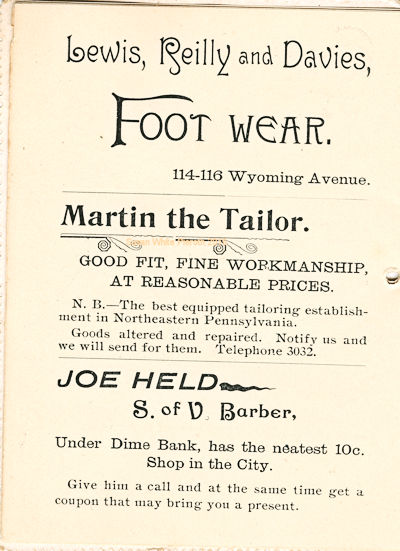 Lewis, Reilly and Davies,
FOOT WEAR.
114-116 Wyoming Avenue.
Martin the Tailor.
GOOD FIT, FINE WORKMANSHIP,
AT REASONABLE PRICES.
N. B.—The best equipped tailoring establish-
ment in Northeastern Pennsylvania.
Goods altered and repaired. Notify us and
we will send for them. Telephone 3032.
JOE HELD
S. of V. Barber,
Under Dime Bank, has the neatest 10c.
Shop in the City.
Give him a call and at the same time get a
coupon that may bring you a present.